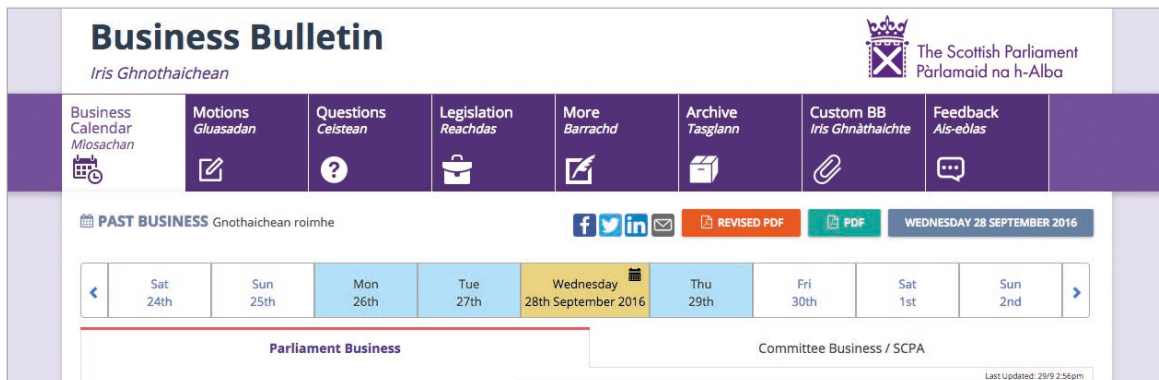 Business Bulletin
Iris Ghnothaichean
The Scottish Parliament
Pàrlamaid na h-Alba
Business
Calendar
Mìosachan
Motions
Gluasadan
Questions
Ceistean
Legislation
Reachdas
More
Barrachd
Archive
Tasglann
Custom BB
Iris Ghnàthaichte
Feedback
Ais-eòlas
PAST BUSINESS Gnothaichean roimhe
REVISED PDF
PDF
WEDNESDAY 28 SEPTEMBER 2016
Sat
24th
Sun
25th
Mon
26th
Tue
27th
Wednesday
28th September 2016
Thu
29th
Fri
30th
Sat
1st
Sun
2nd
Parliament Business
Committee Business / SCPA
Last Updated: 29/9 2:56pm